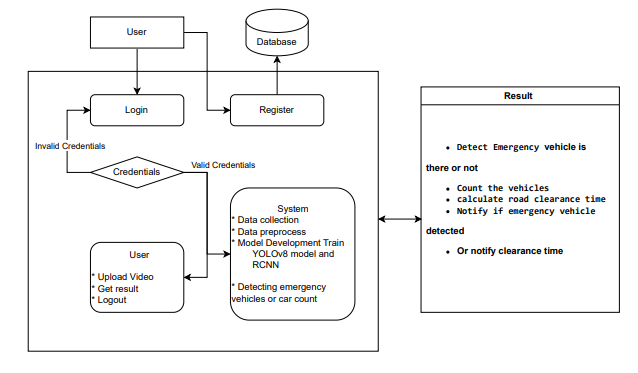 User
Database
Login
Register
Invalid Credentials
Credentials
Valid Credentials
User
* Upload Video
* Get result
* Logout
System
* Data collection
* Data preprocess
* Model Development Train
YOLOv8 model and
RCNN
* Detecting emergency
vehicles or car count
Result
• Detect Emergency vehicle is
there or not
• Count the vehicles
• calculate road clearance time
• Notify if emergency vehicle
detected
• Or notify clearance time